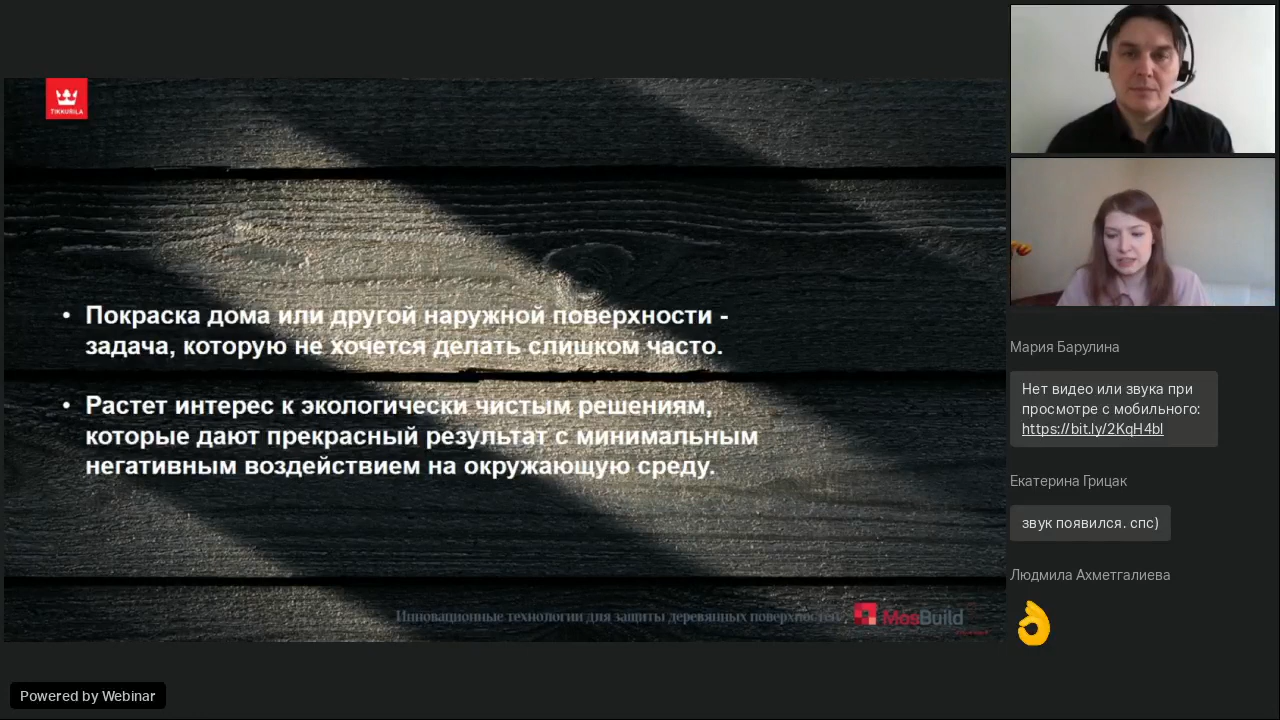 TIKKURILA
• Покраска дома или другой наружной поверхности -
задача, которую не хочется делать слишком часто.
• Растет интерес к экологически чистым решениям,
которые дают прекрасный результат с минимальным
негативным воздействием на окружающую среду.
Инновационные технологии для защиты деревянных поверхностей
MosBuild
Мария Барулина
Нет видео или звука при
просмотре с мобильного:
https://bit.ly/2KqH4bl
Екатерина Грицак
звук появился. спс)
Людмила Ахметгалиева
Powered by Webinar